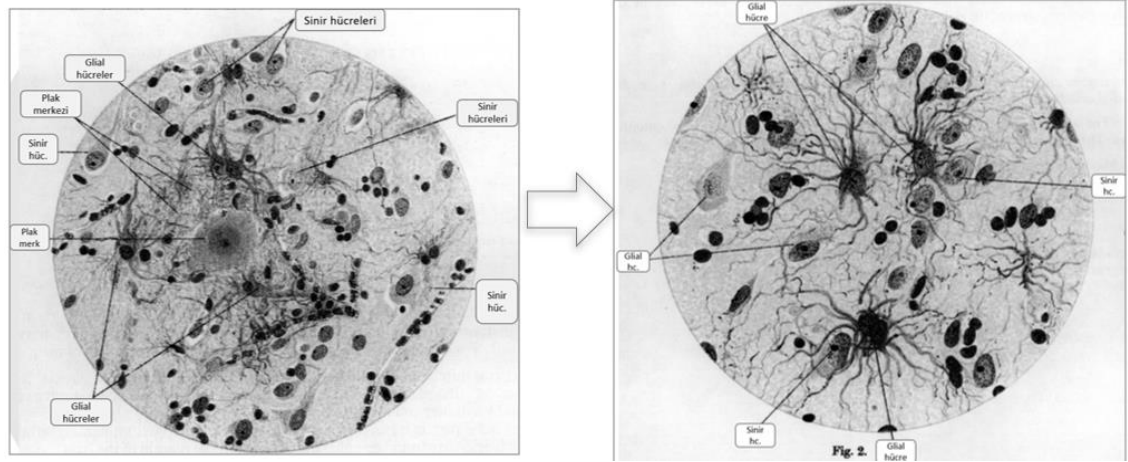 Sinir hücreleri
Glial
hücreler
Plak
merkezi
Sinir
hüc.
Sinir
hücreleri
Plak
merk
Sinir
hüc.
Glial
hücreler
Glial
hücre
Sinir
hc.
Glial
hc.
Sinir
hc.
Fig. 2.
Glial
hücre